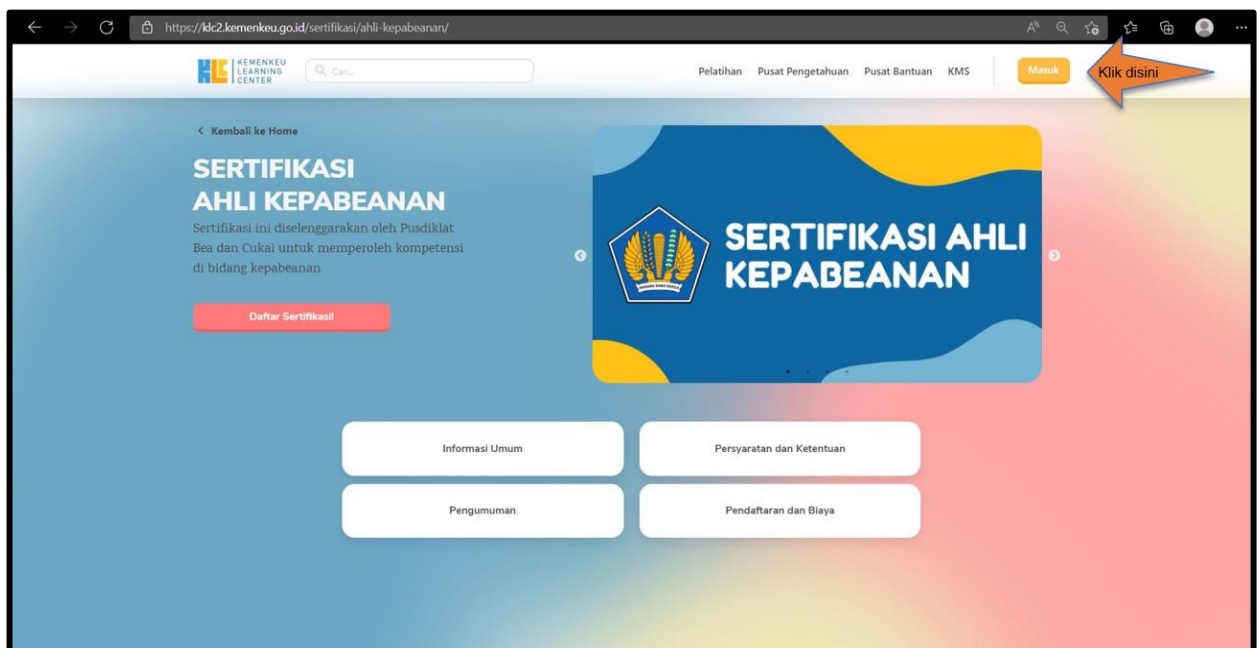 https://klc2.kemenkeu.go.id/sertifikasi/ahli-kepabeanan/
KEMENKEU
LEARNING
CENTER
Cari...
Pelatihan Pusat Pengetahuan Pusat Bantuan KMS Masuk
Klik disini
Kembali ke Home
SERTIFIKASI
AHLI KEPABEANAN
Sertifikasi ini diselenggarakan oleh Pusdiklat
Bea dan Cukai untuk memperoleh kompetensi
di bidang kepabeanan
Daftar Sertifikasi!
SERTIFIKASI AHLI
KEPABEANAN
Informasi Umum
Persyaratan dan Ketentuan
Pengumuman
Pendaftaran dan Biaya